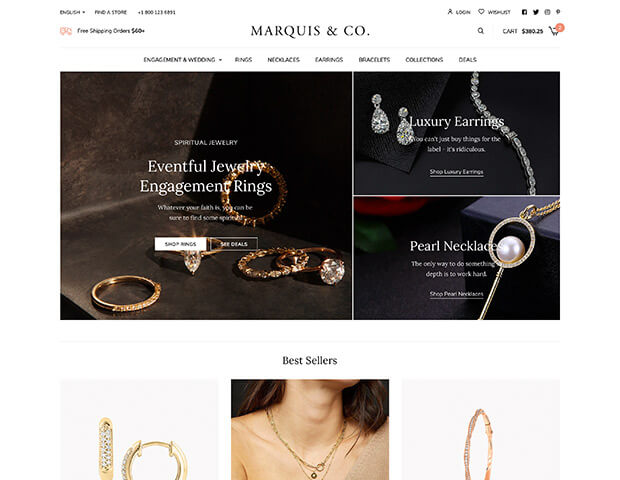 ENGLISH
FIND A STORE
+1 800 123 6891
LOGIN
WISHLIST
Free Shipping Orders $60+
MARQUIS & CO.
CART $380.25
ENGAGEMENT & WEDDING
RINGS
NECKLACES
EARRINGS
BRACELETS
COLLECTIONS
DEALS
SPIRITUAL JEWELRY
Eventful Jewelry
Engagement Rings
Whatever your faith is, you can be
sure to find some spiritual
SHOP RINGS
SEE DEALS
Luxury Earrings
You can't just buy things for the
label - it's ridiculous.
Shop Luxury Earrings
Pearl Necklaces
The only way to do something in
depth is to work hard.
Shop Pearl Necklaces
Best Sellers